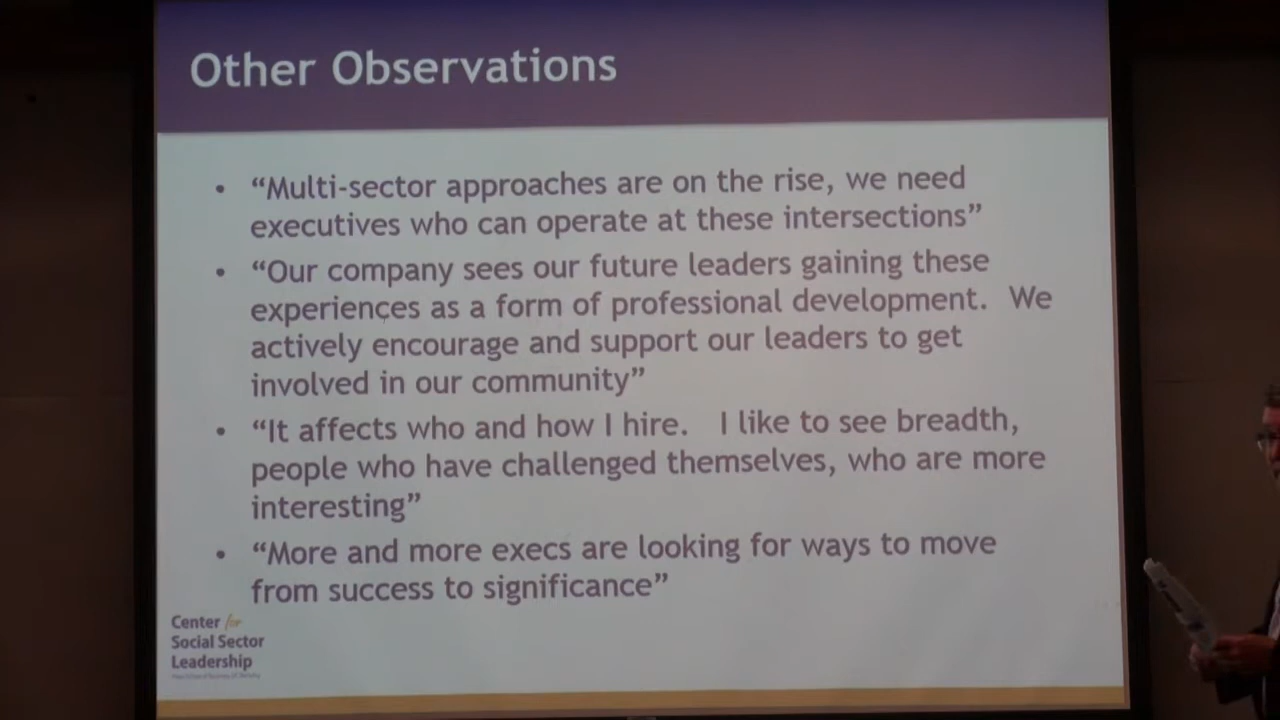 Other Observations
• “Multi-sector approaches are on the rise, we need
executives who can operate at these intersections”
• “Our company sees our future leaders gaining these
experiences as a form of professional development. We
actively encourage and support our leaders to get
involved in our community”
• “It affects who and how I hire. I like to see breadth,
people who have challenged themselves, who are more
interesting”
• “More and more execs are looking for ways to move
from success to significance”
Center for
Social Sector
Leadership